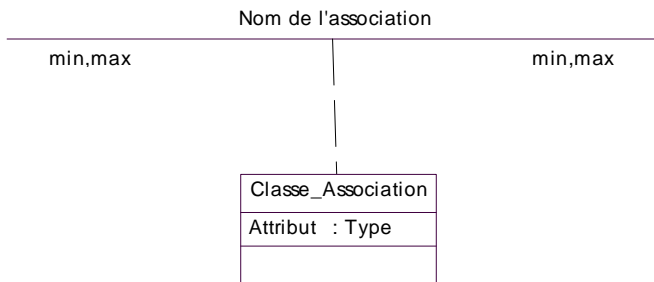 Nom de l'association
min,max
min,max
Classe_Association
Attribut : Type